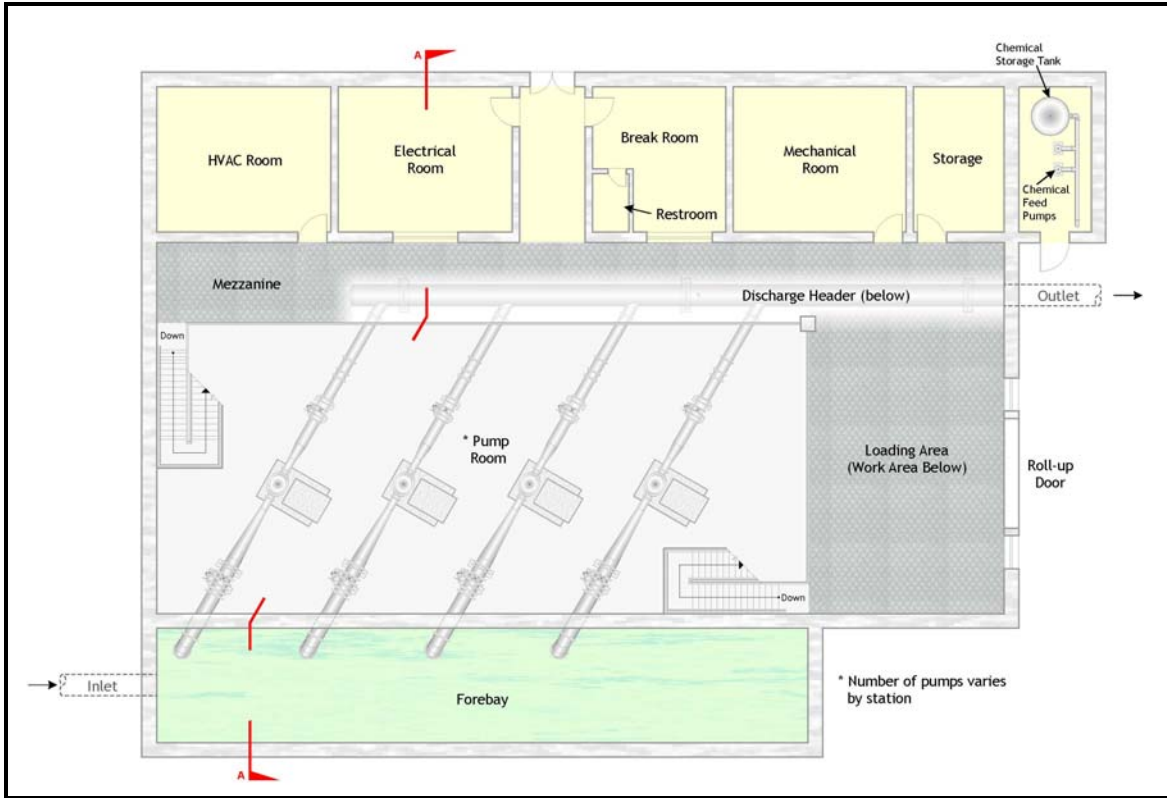 A
Chemical
Storage Tank
HVAC Room
Electrical
Room
Break Room
Mechanical
Room
Storage
Restroom
Chemical
Feed
Pumps
Mezzanine
Discharge Header (below)
Outlet
Down
* Pump
Room
Loading Area
(Work Area Below)
Roll-up
Door
Down
Inlet
Forebay
* Number of pumps varies
by station
A